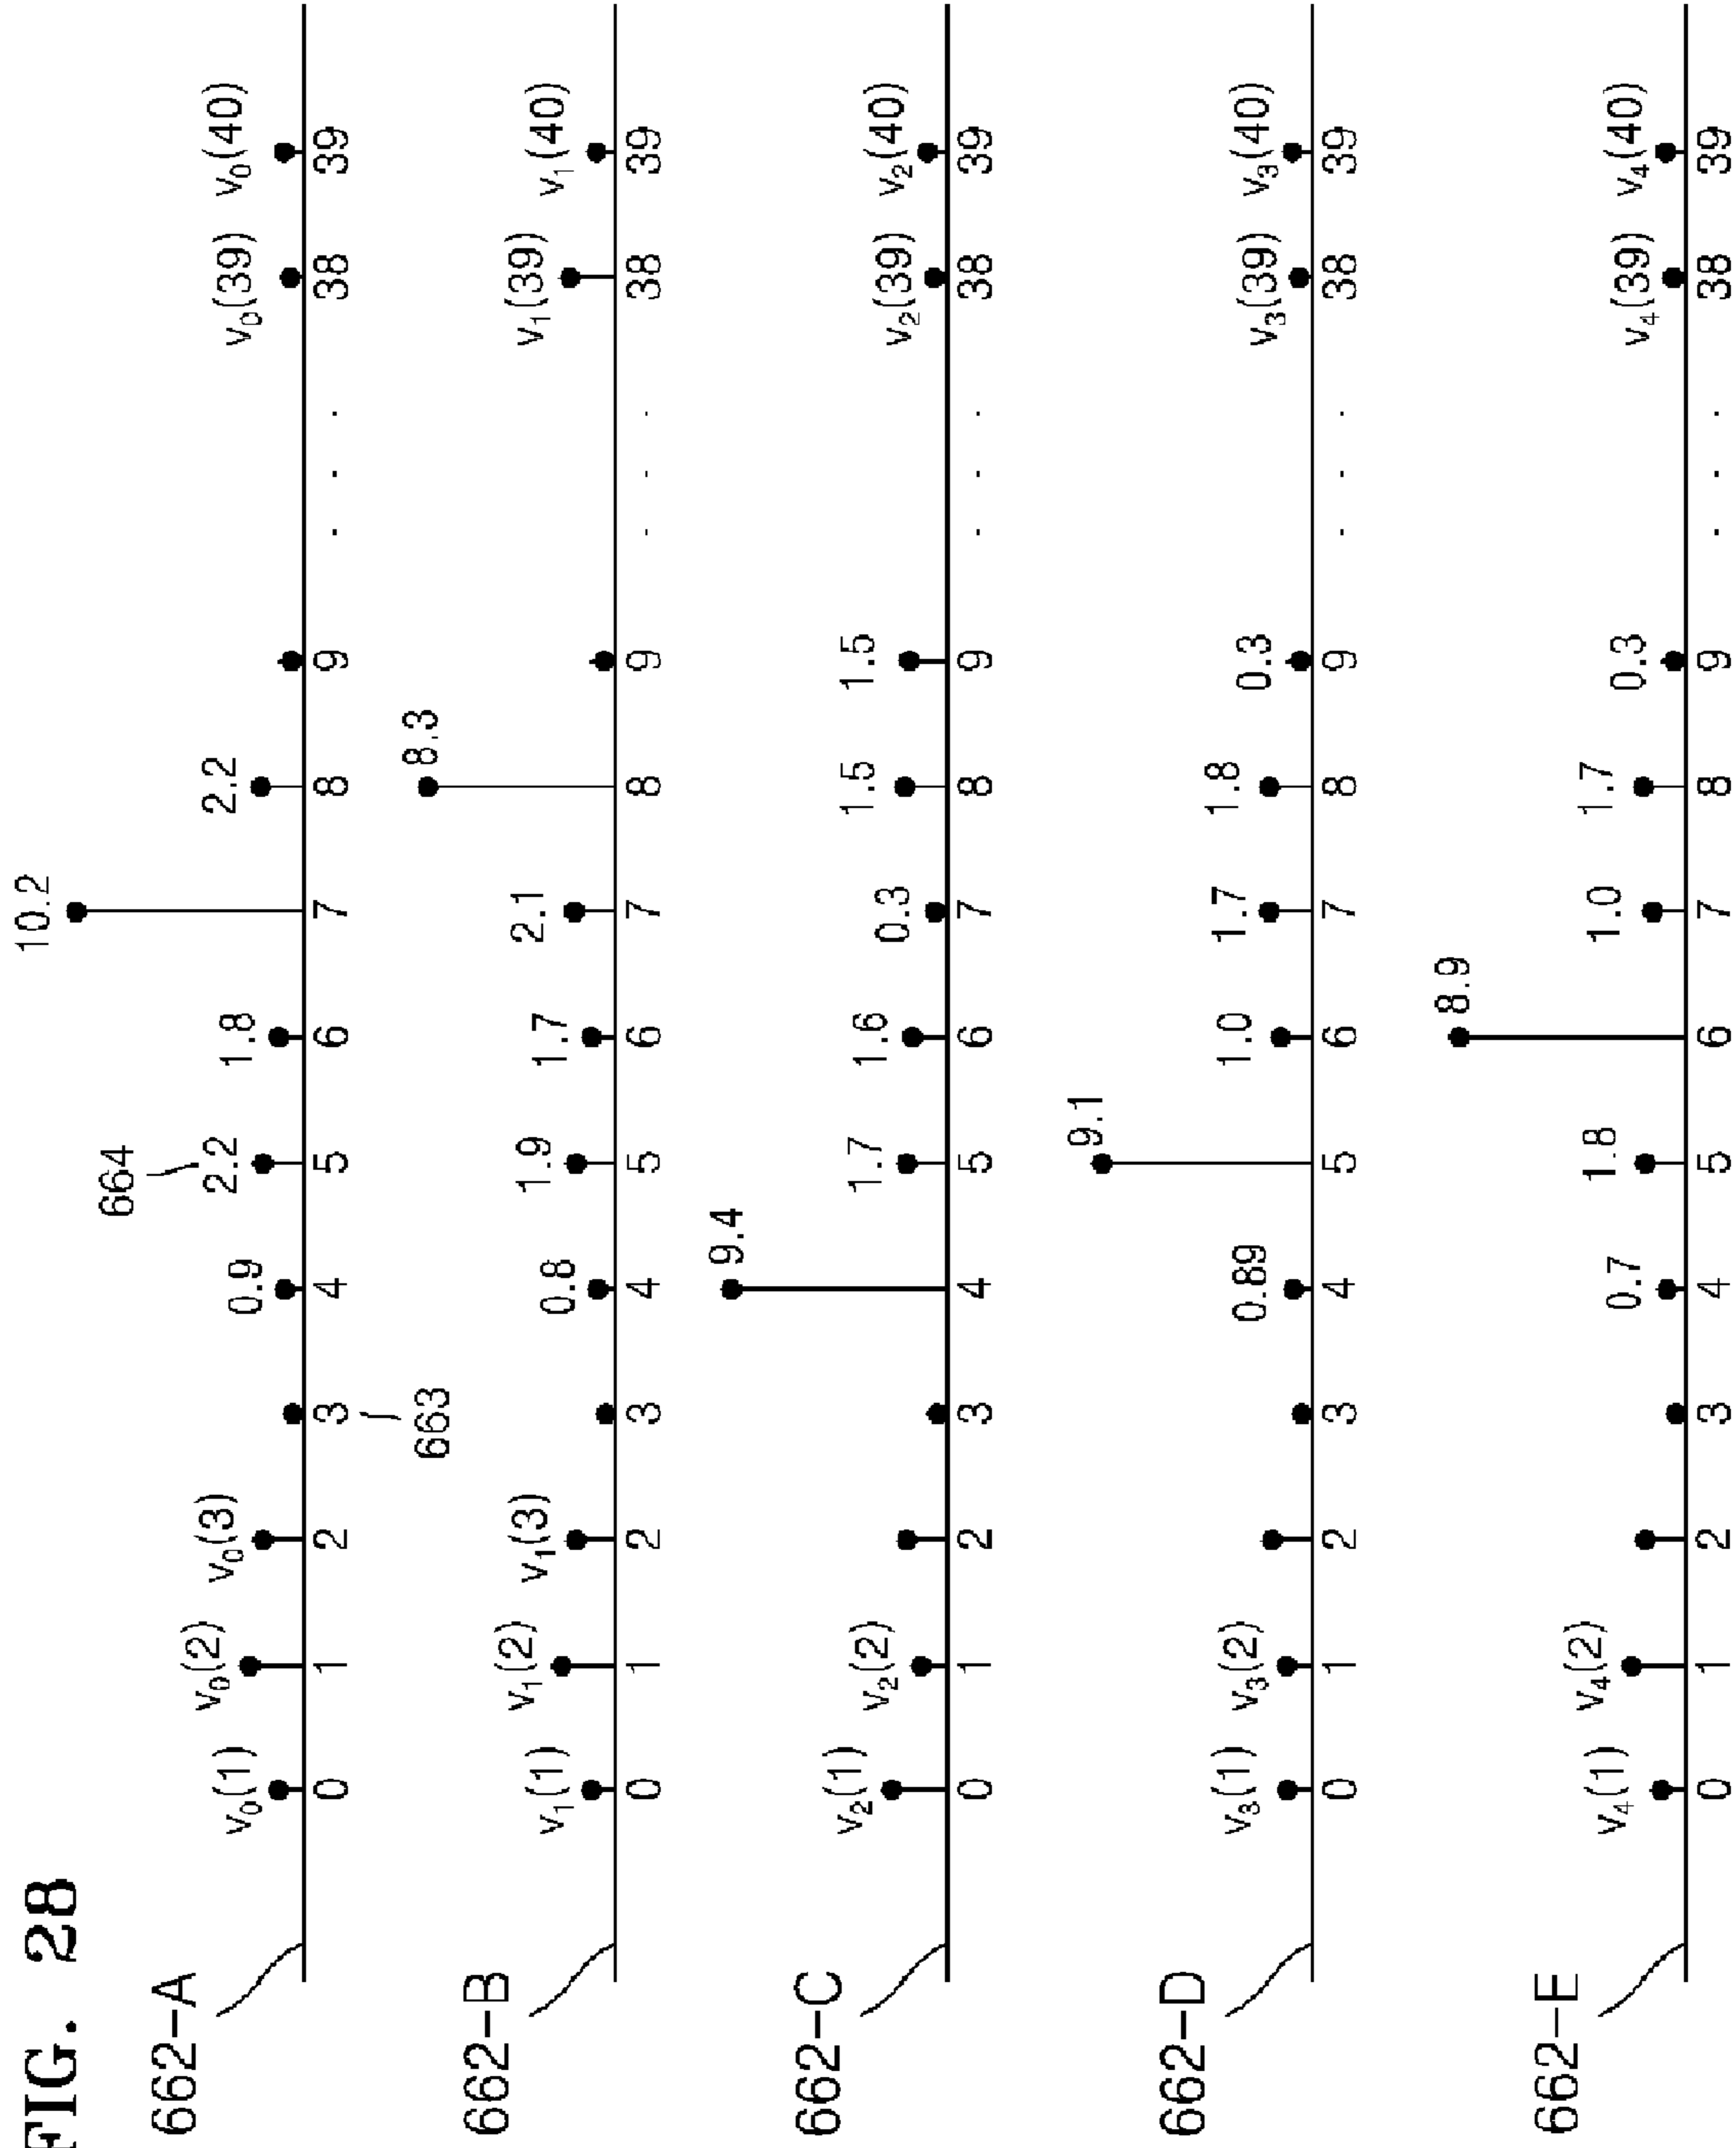 FIG. 28
10.2
664
662-A
v₀(1) v₀(2) v₀(3) 0.9 2.2 1.8 2.2 v₀(39) v₀(40)
0 1 2 3 4 5 6 7 8 9 . . . 38 39
663
8.3
662-B
v₁(1) v₁(2) v₁(3) 0.8 1.9 1.7 2.1 v₁(39) v₁(40)
0 1 2 3 4 5 6 7 8 9 . . . 38 39
9.4
662-C
v₂(1) v₂(2) 1.7 1.6 0.3 1.5 1.5 v₂(39) v₂(40)
0 1 2 3 4 5 6 7 8 9 . . . 38 39
9.1
662-D
v₃(1) v₃(2) 0.89 1.0 1.7 1.8 0.3 v₃(39) v₃(40)
0 1 2 3 4 5 6 7 8 9 . . . 38 39
8.9
662-E
v₄(1) v₄(2) 0.7 1.8 1.0 1.7 0.3 v₄(39) v₄(40)
0 1 2 3 4 5 6 7 8 9 . . . 38 39